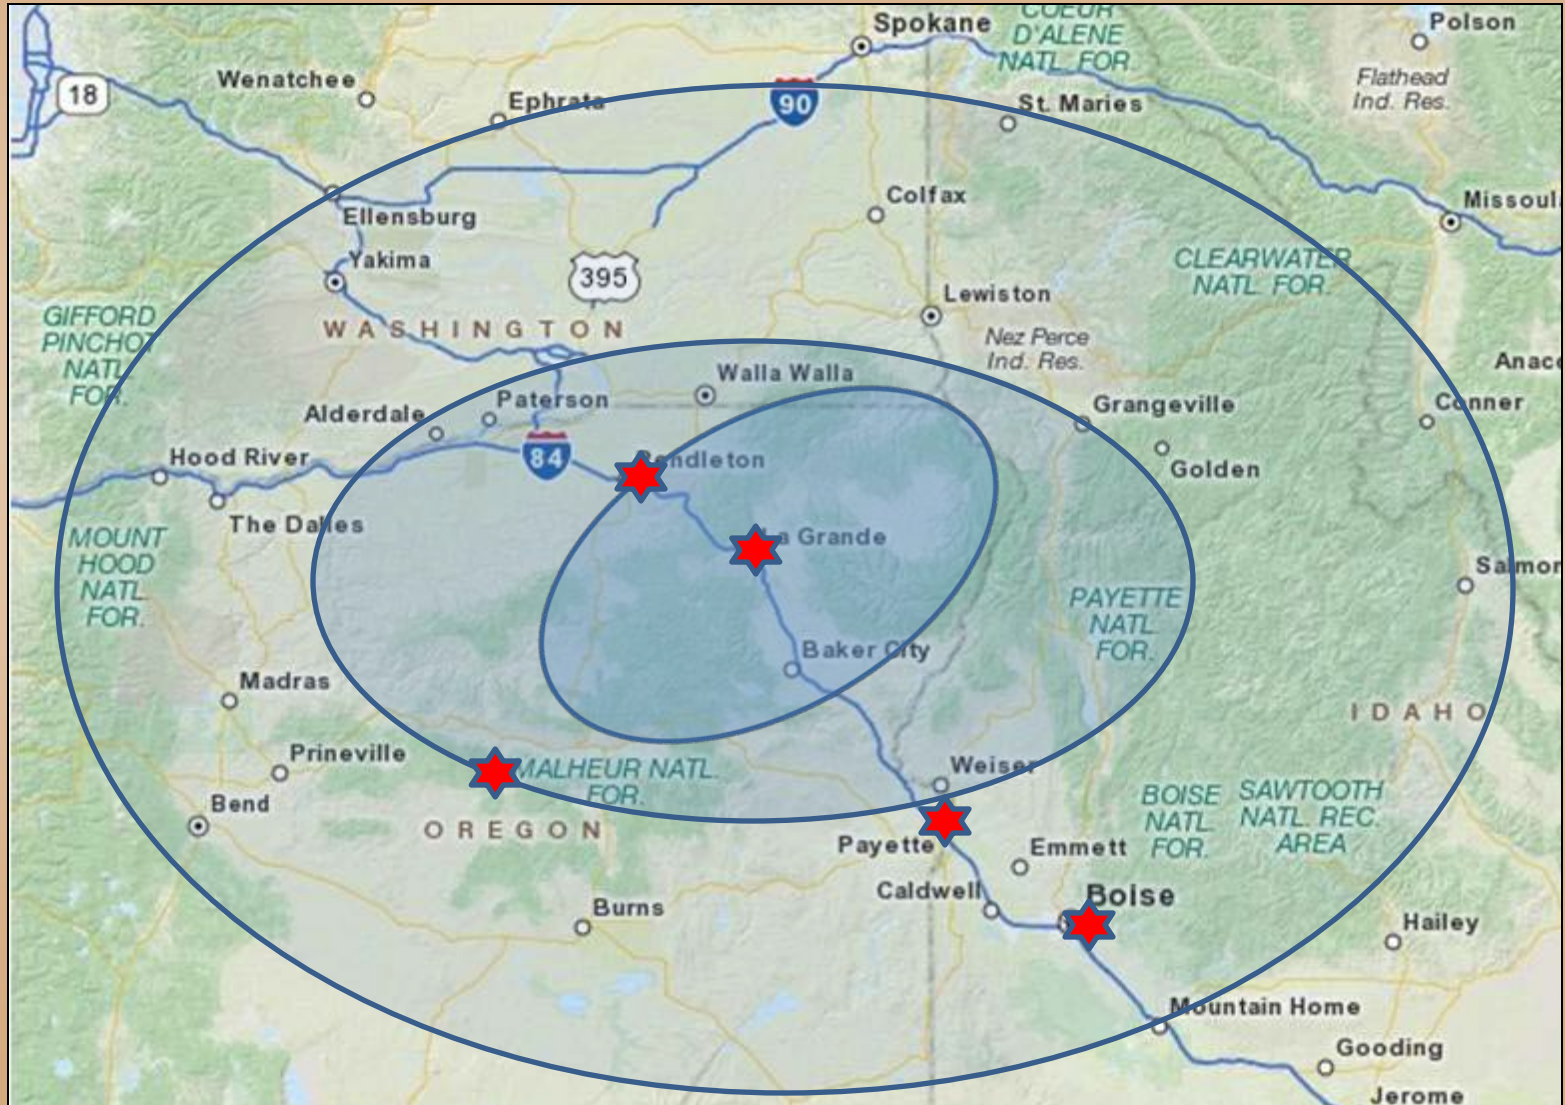 Spokane
COEUR
D'ALENE
NATL. FOR.
Polson
Flathead
Ind. Res.
Wenatchee
18
Ephrata
90
St. Maries
Ellensburg
Colfax
Missoul
Yakima
395
CLEARWATER
NATL. FOR.
Lewiston
GIFFORD
PINCHOT
NATL.
FOR.
WASHINGTON
Nez Perce
Ind. Res.
Anaco
Walla Walla
Paterson
Alderdale
Grangeville
Conner
Hood River
84
Pendleton
Golden
The Dalles
MOUNT
HOOD
NATL.
FOR.
La Grande
Salmon
PAYETTE
NATL.
FOR.
Baker City
Madras
IDAHO
Prineville
MALHEUR NATL.
FOR.
Weiser
Bend
BOISE
NATL.
FOR.
SAWTOOTH
NATL. REC.
AREA
OREGON
Payette
Emmett
Caldwell
Boise
Burns
Hailey
Mountain Home
Gooding
Jerome